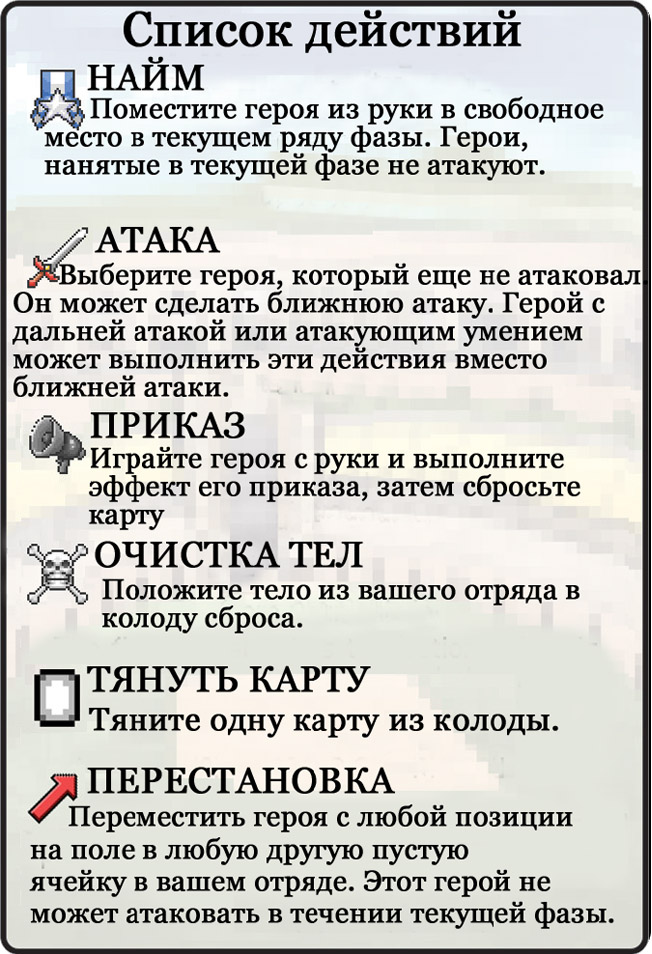 Список действий
НАЙМ
Поместите героя из руки в свободное
место в текущем ряду фазы. Герои,
нанятые в текущей фазе не атакуют.
АТАКА
Выберите героя, который еще не атаковал.
Он может сделать ближнюю атаку. Герой с
дальней атакой или атакующим умением
может выполнить эти действия вместо
ближней атаки.
ПРИКАЗ
Играйте героя с руки и выполните
эффект его приказа, затем сбросьте
карту
ОЧИСТКА ТЕЛ
Положите тело из вашего отряда в
колоду сброса.
ТЯНУТЬ КАРТУ
Тяните одну карту из колоды.
ПЕРЕСТАНОВКА
Переместить героя с любой позиции
на поле в любую другую пустую
ячейку в вашем отряде. Этот герой не
может атаковать в течении текущей фазы.